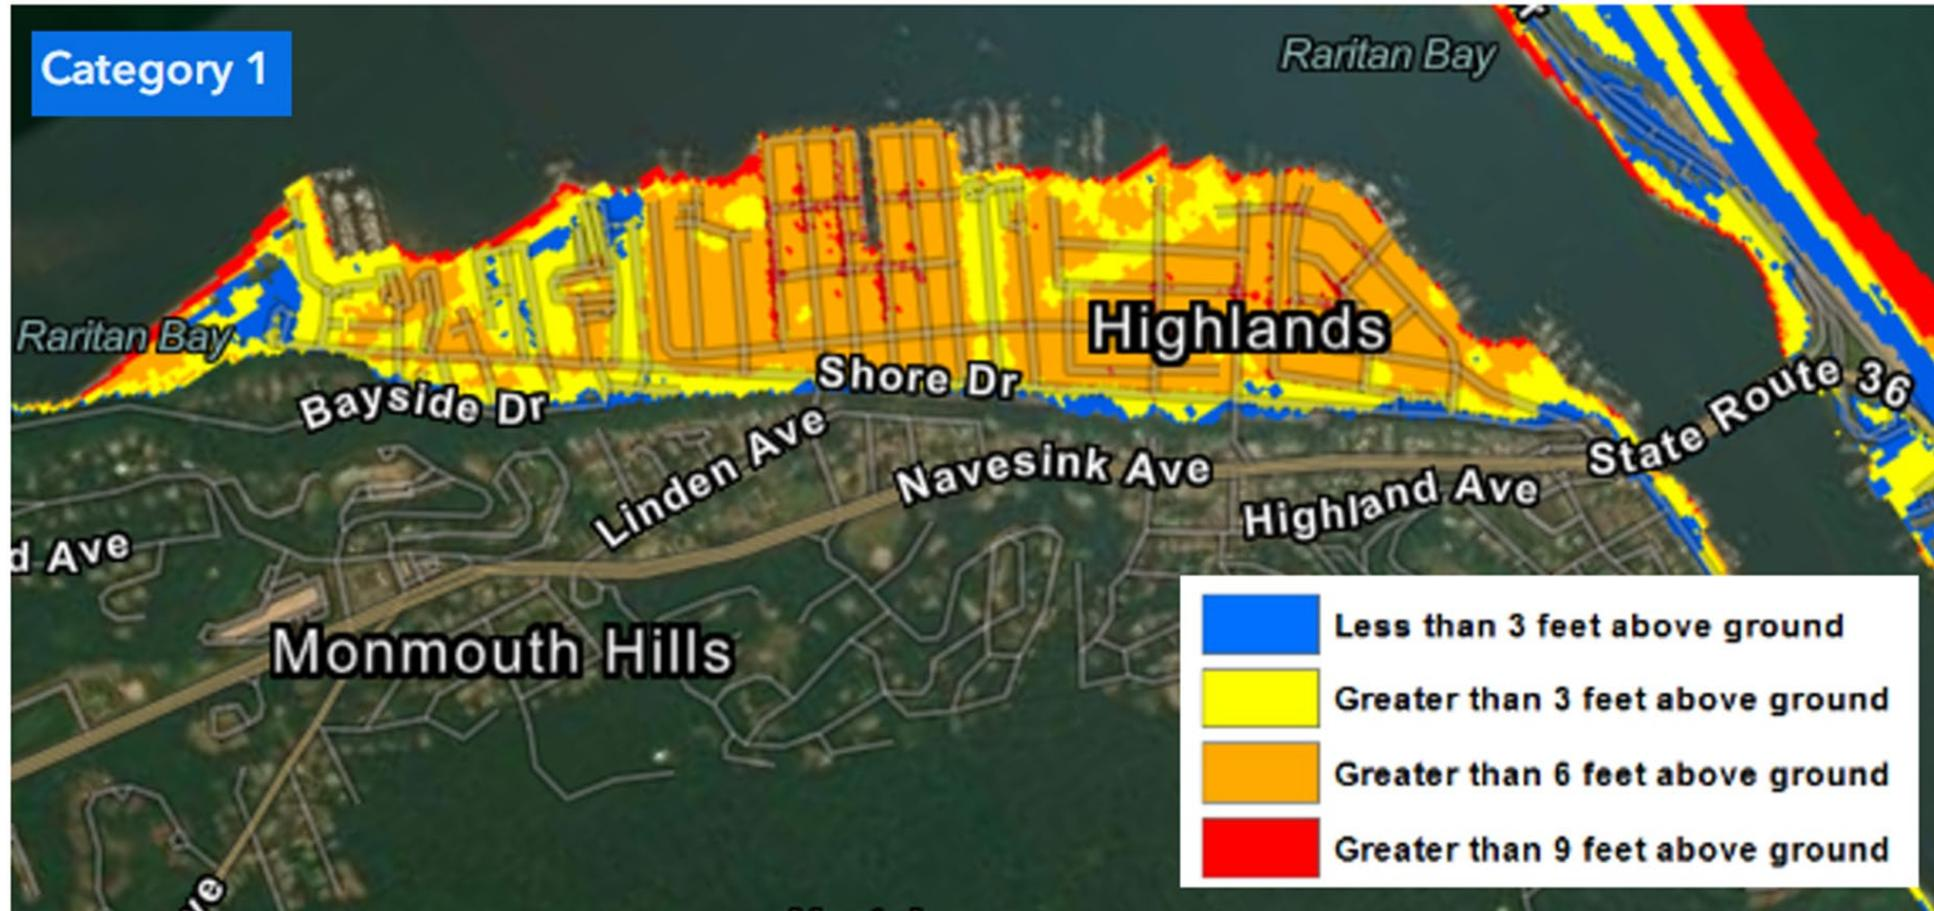 Category 1
Raritan Bay
Raritan Bay
Highlands
Shore Dr
Bayside Dr
State Route 36
Linden Ave
Navesink Ave
Highland Ave
d Ave
Monmouth Hills
Less than 3 feet above ground
Greater than 3 feet above ground
Greater than 6 feet above ground
Greater than 9 feet above ground
ve